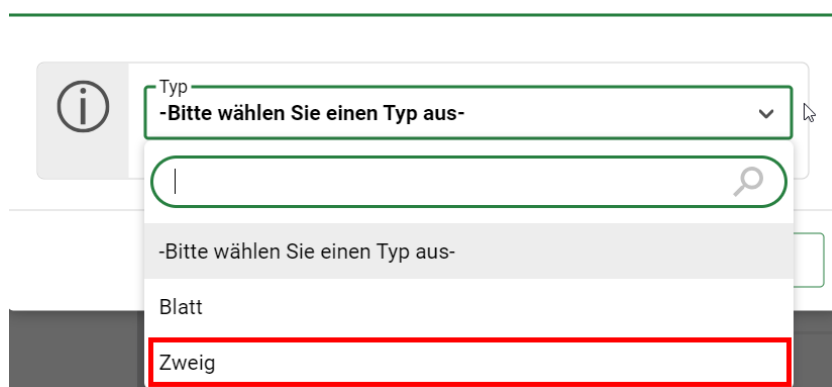 Typ
-Bitte wählen Sie einen Typ aus-
-Bitte wählen Sie einen Typ aus-
Blatt
Zweig